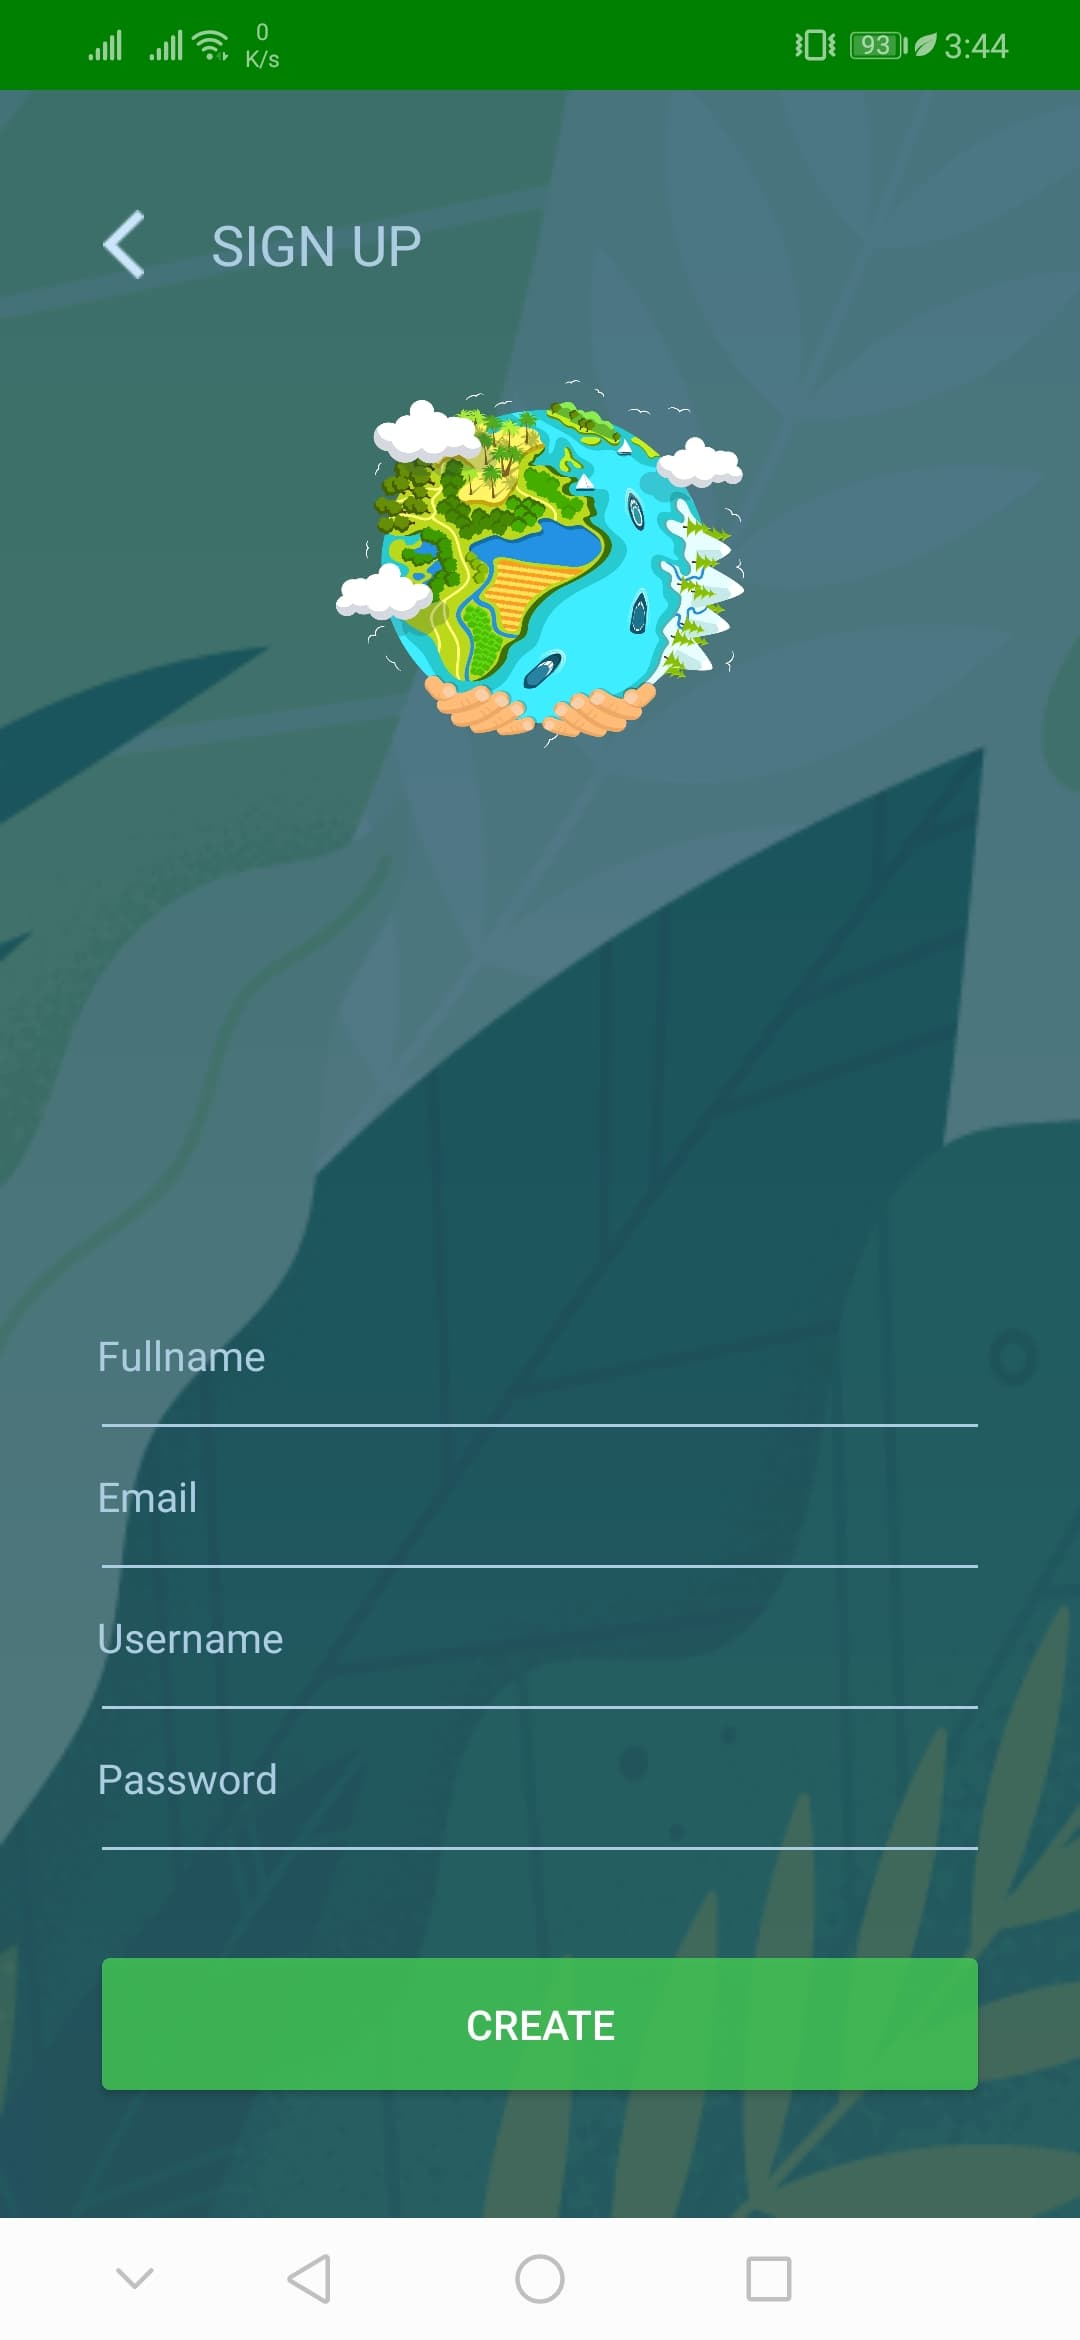 0
K/s
93
3:44
SIGN UP
Fullname
Email
Username
Password
CREATE